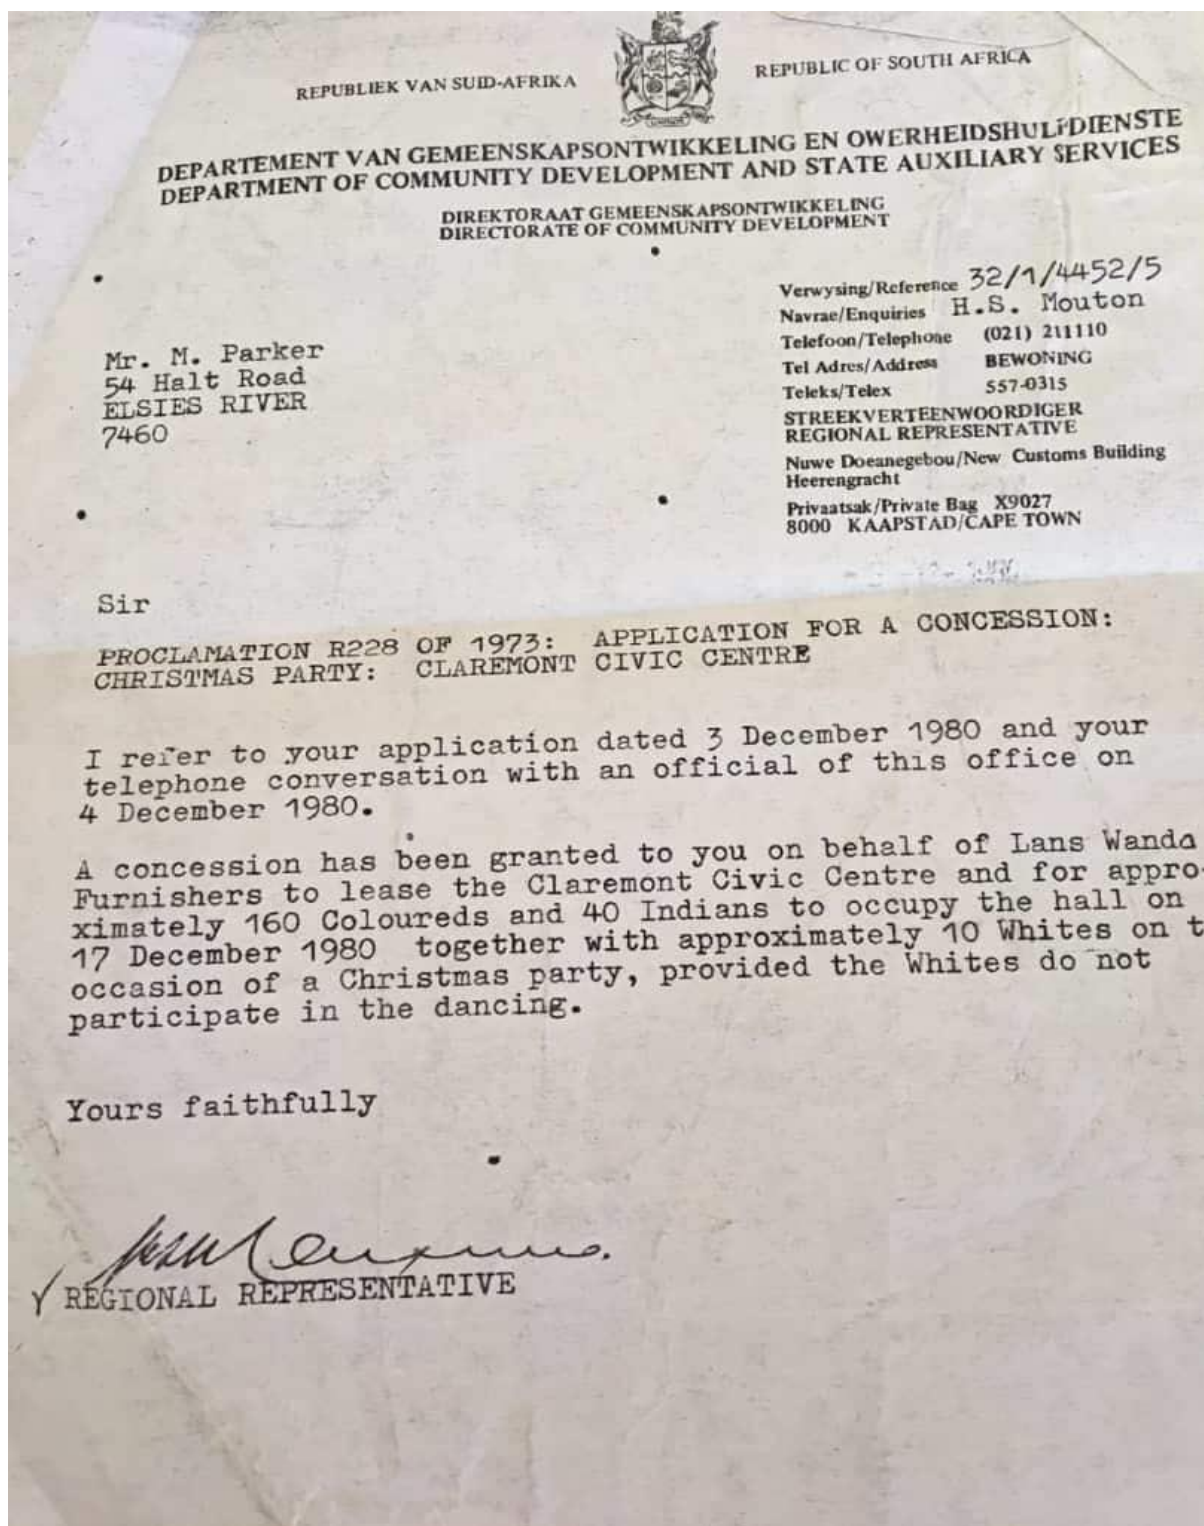 REPUBLIEK VAN SUID-AFRIKA
REPUBLIC OF SOUTH AFRICA
DEPARTEMENT VAN GEMEENSKAPSONTWIKKELING EN OWERHEIDSHULPDIENSTE
DEPARTMENT OF COMMUNITY DEVELOPMENT AND STATE AUXILIARY SERVICES
DIREKTORAAT GEMEENSKAPSONTWIKKELING
DIRECTORATE OF COMMUNITY DEVELOPMENT
Verwysing/Reference 32/1/4452/5
Navrae/Enquiries H.S. Mouton
Telefoon/Telephone (021) 211110
Tel Adres/Address BEWONING
Teleks/Telex 557-0315
STREEKVERTEENWOORDIGER
REGIONAL REPRESENTATIVE
Nuwe Doeanegebou/New Customs Building
Heerengracht
Privaatsak/Private Bag X9027
8000 KAAPSTAD/CAPE TOWN
Mr. M. Parker
54 Halt Road
ELSIES RIVER
7460
Sir
PROCLAMATION R228 OF 1973: APPLICATION FOR A CONCESSION:
CHRISTMAS PARTY: CLAREMONT CIVIC CENTRE
I refer to your application dated 3 December 1980 and your
telephone conversation with an official of this office on
4 December 1980.
A concession has been granted to you on behalf of Lans Wanda
Furnishers to lease the Claremont Civic Centre and for appro-
ximately 160 Coloureds and 40 Indians to occupy the hall on
17 December 1980 together with approximately 10 Whites on t
occasion of a Christmas party, provided the Whites do not
participate in the dancing.
Yours faithfully
REGIONAL REPRESENTATIVE